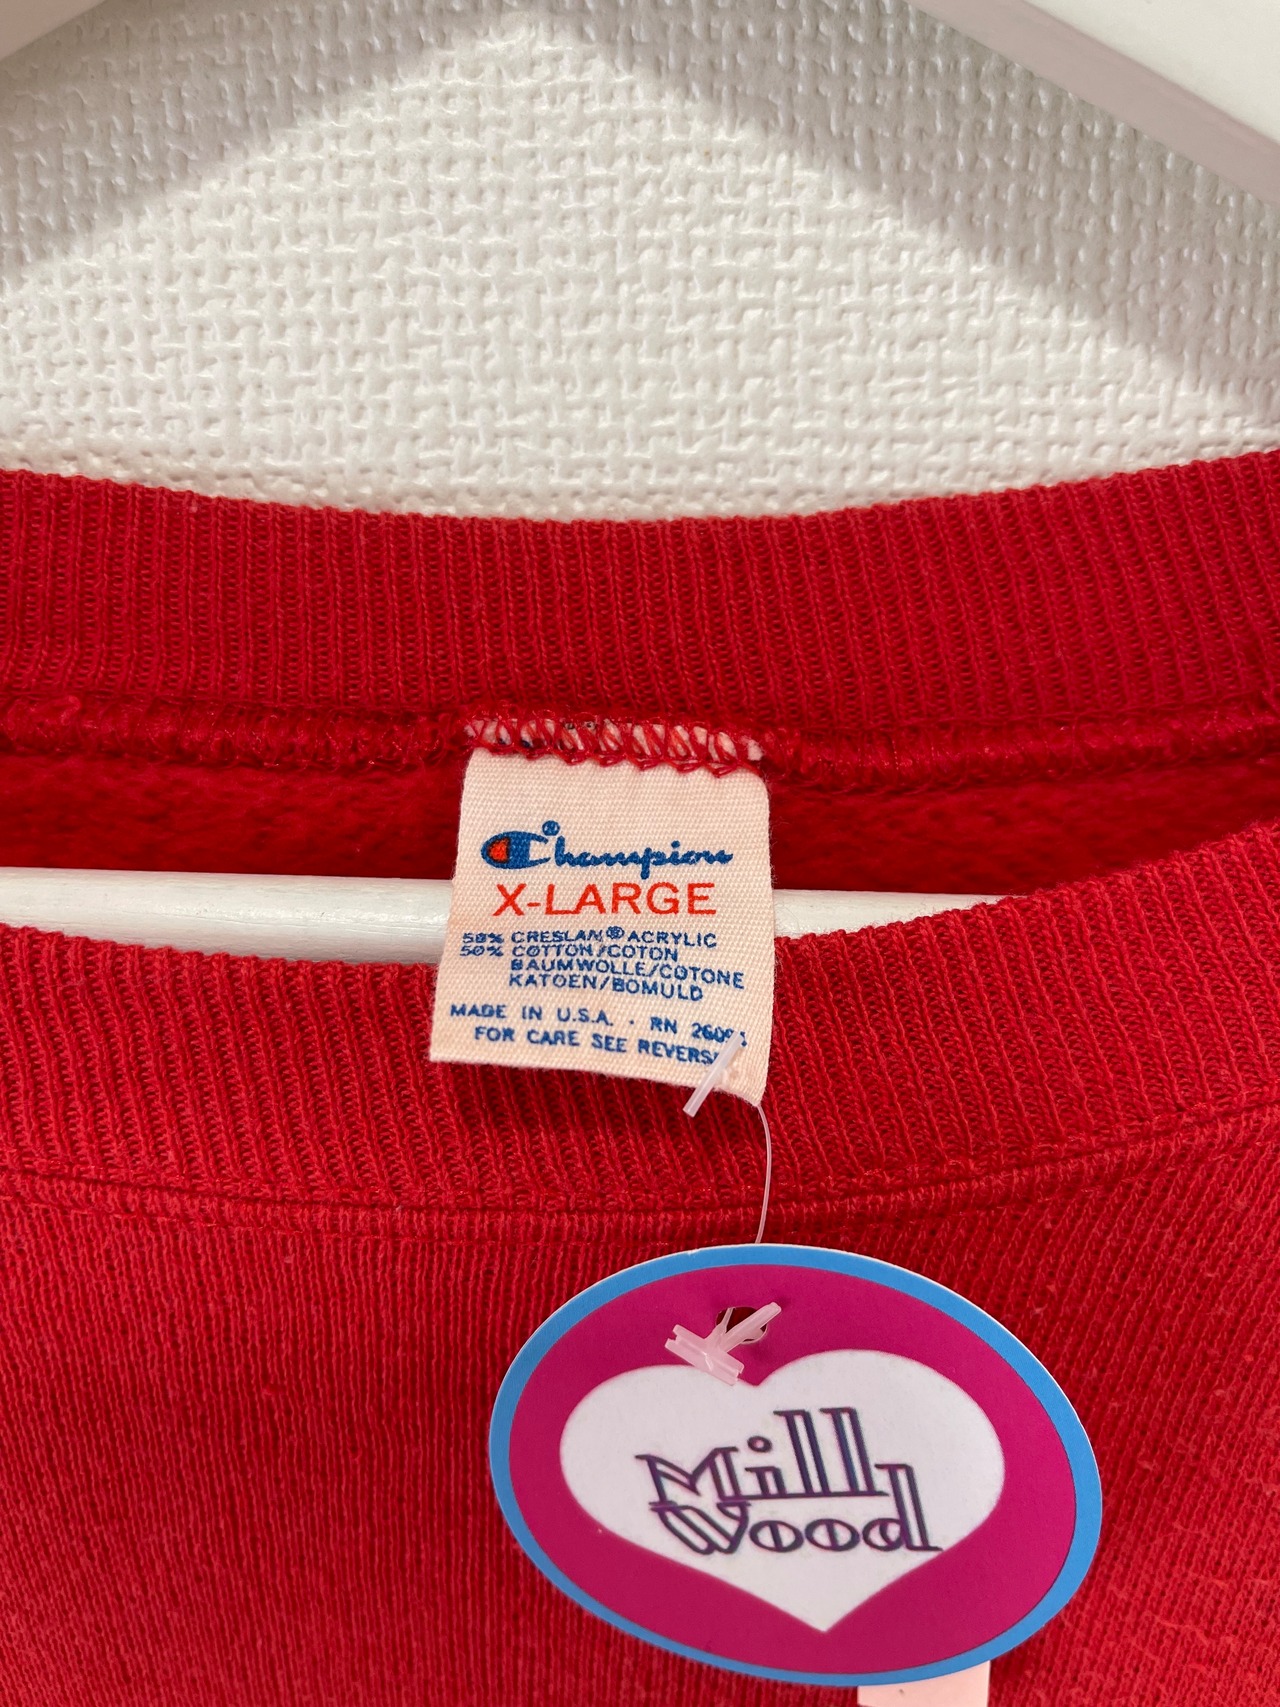 Champion®
X-LARGE
50% CRESLAN® ACRYLIC
50% COTTON/COTON
BAUMWOLLE/COTONE
KATOEN/BOMULD
MADE IN U.S.A. · RN 26094
FOR CARE SEE REVERSE
Mill
Wood